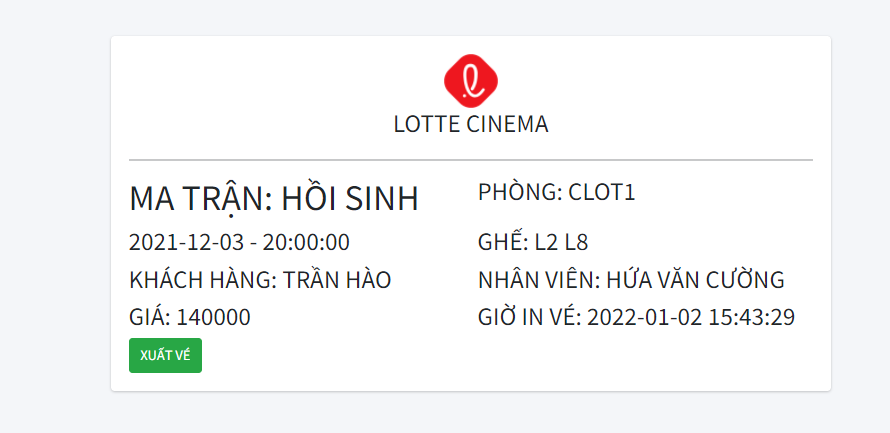 LOTTE CINEMA
MA TRẬN: HỒI SINH
PHÒNG: CLOT1
2021-12-03 - 20:00:00
GHẾ: L2 L8
KHÁCH HÀNG: TRẦN HÀO
NHÂN VIÊN: HỨA VĂN CƯỜNG
GIÁ: 140000
GIỜ IN VÉ: 2022-01-02 15:43:29
XUẤT VÉ